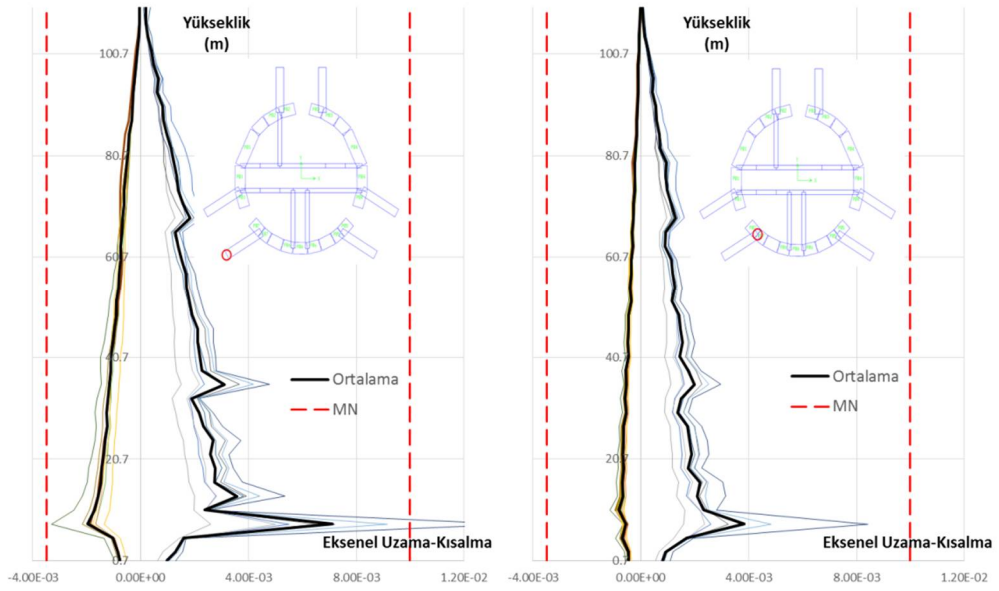 Yükseklik
(m)
100.7
80.7
60.7
40.7
20.7
0.7
Ortalama
MN
Eksenel Uzama-Kısalma
-4.00E-03
0.00E+00
4.00E-03
8.00E-03
1.20E-02
Yükseklik
(m)
100.7
80.7
60.7
40.7
20.7
0.7
Ortalama
MN
Eksenel Uzama-Kısalma
-4.00E-03
0.00E+00
4.00E-03
8.00E-03
1.20E-02